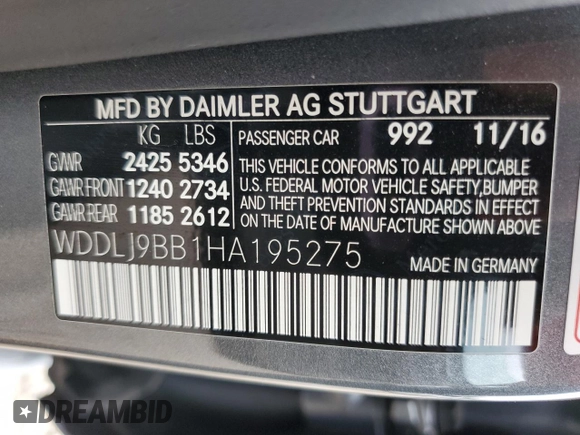 MFD BY DAIMLER AG STUTTGART
KG LBS
GVWR 2425 5346
GAWR FRONT 1240 2734
GAWR REAR 1185 2612
PASSENGER CAR 992 11/16
THIS VEHICLE CONFORMS TO ALL APPLICABLE
U.S. FEDERAL MOTOR VEHICLE SAFETY, BUMPER
AND THEFT PREVENTION STANDARDS IN EFFECT
ON THE DATE OF MANUFACTURE SHOWN ABOVE.
WDDLJ9BB1HA195275
MADE IN GERMANY
DREAMBID